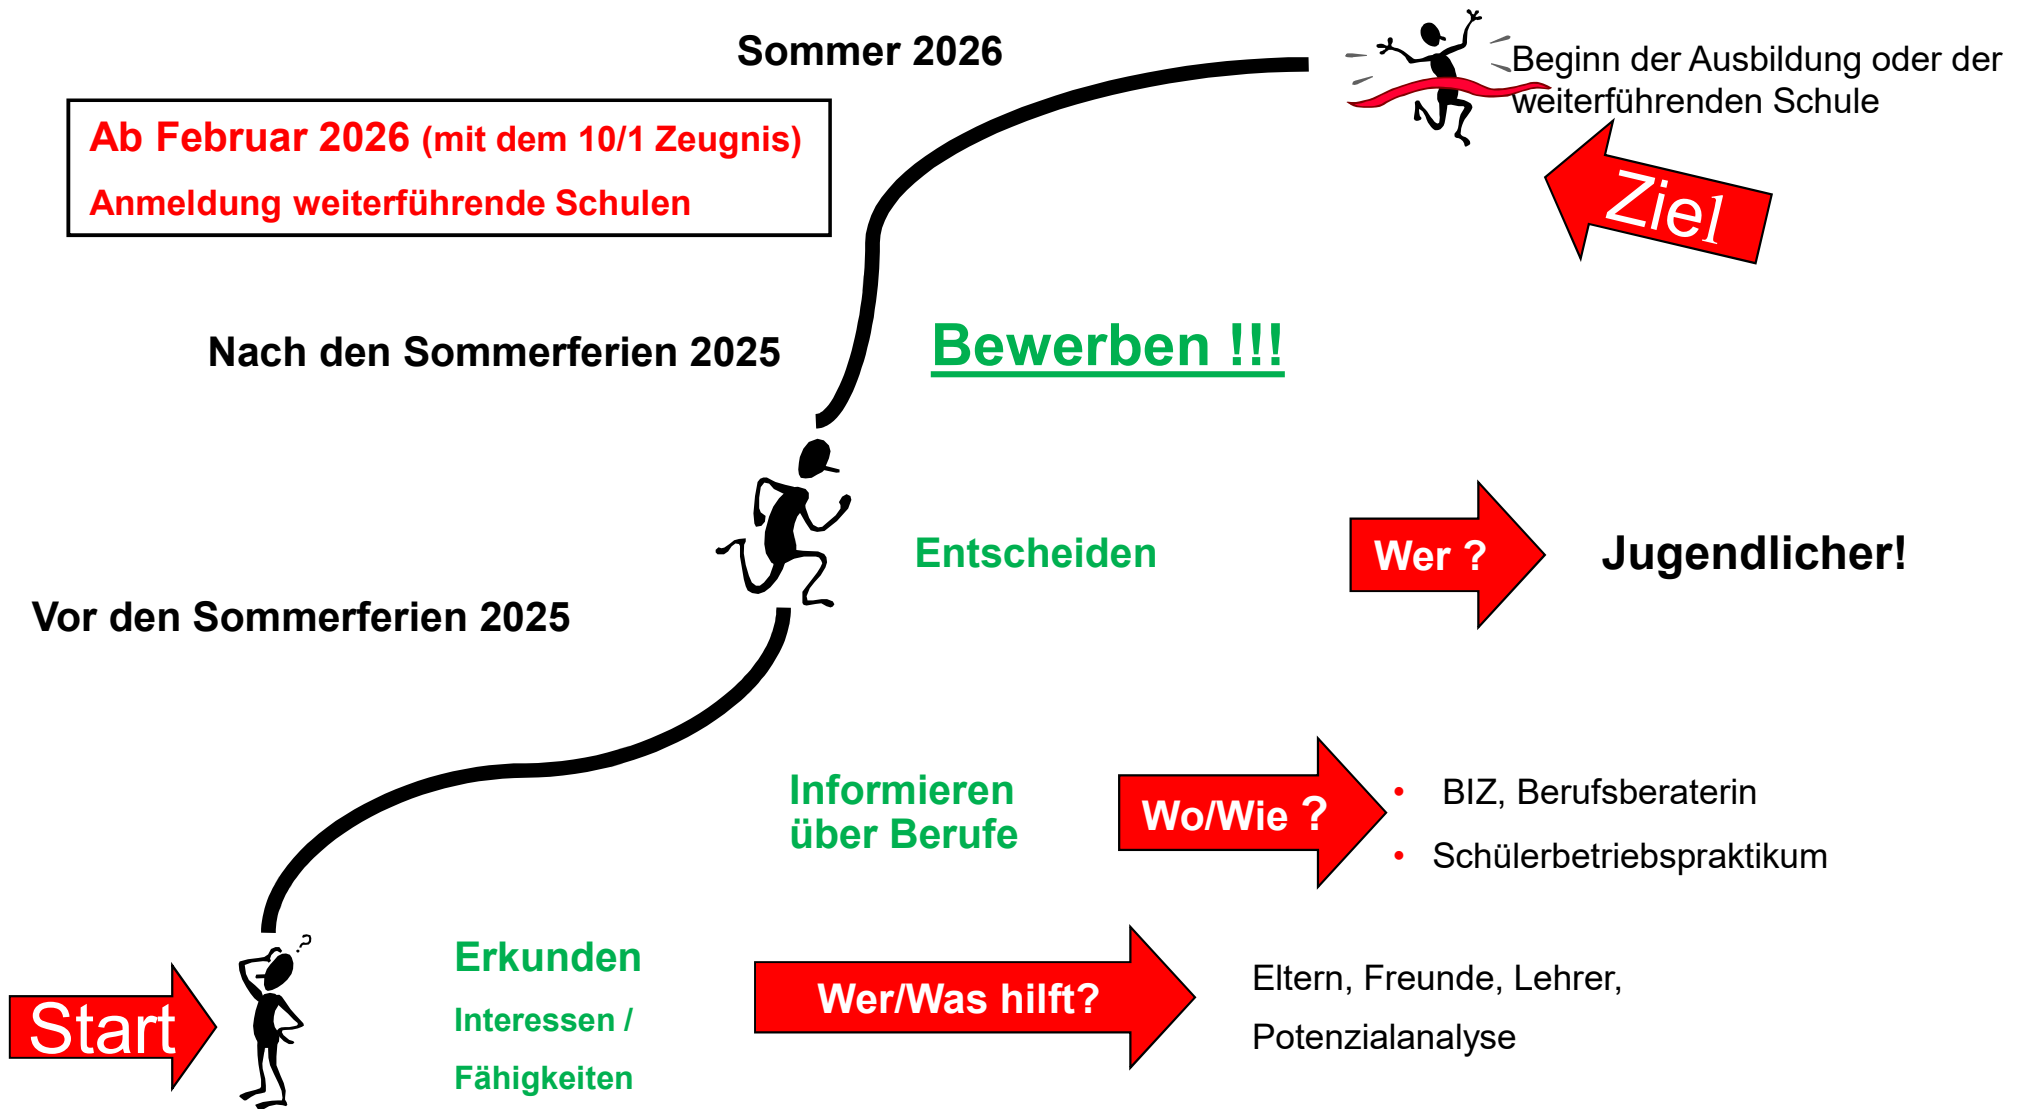 Sommer 2026
Beginn der Ausbildung oder der
weiterführenden Schule
Ab Februar 2026 (mit dem 10/1 Zeugnis)
Anmeldung weiterführende Schulen
Ziel
Nach den Sommerferien 2025
Bewerben !!!
Entscheiden
Wer ?
Jugendlicher!
Vor den Sommerferien 2025
Informieren
über Berufe
Wo/Wie ?
• BIZ, Berufsberaterin
• Schülerbetriebspraktikum
?
Start
Erkunden
Interessen /
Fähigkeiten
Wer/Was hilft?
Eltern, Freunde, Lehrer,
Potenzialanalyse